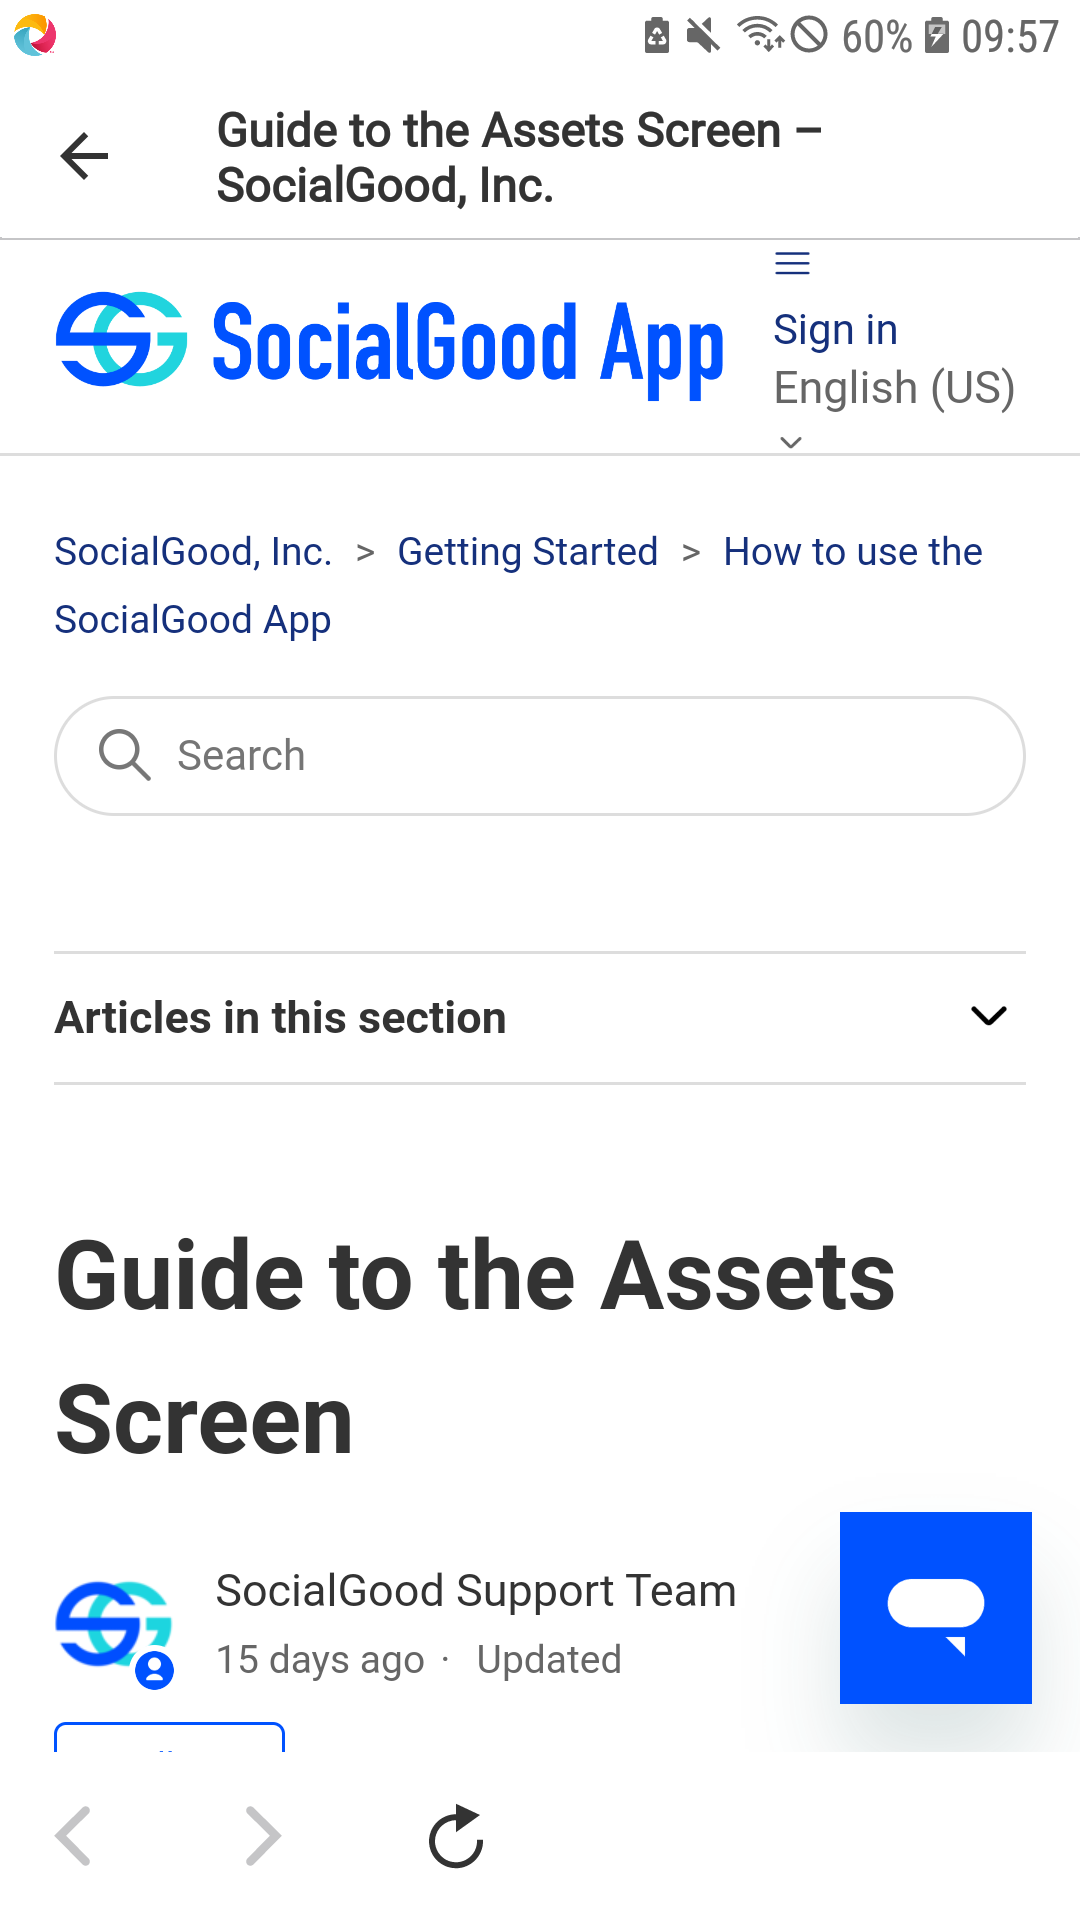 60% 09:57
Guide to the Assets Screen –
SocialGood, Inc.
SocialGood App
Sign in
English (US)
SocialGood, Inc. > Getting Started > How to use the
SocialGood App
Search
Articles in this section
Guide to the Assets
Screen
SocialGood Support Team
15 days ago · Updated